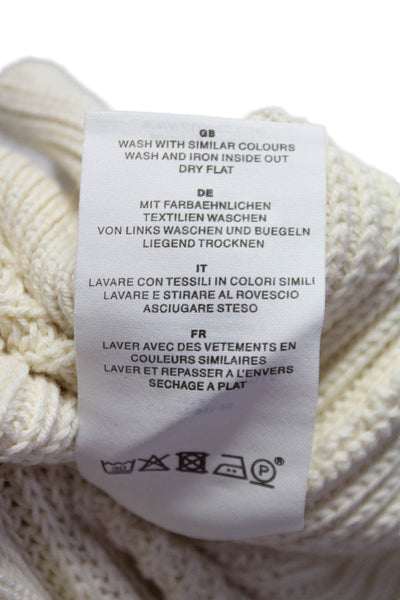 GB
WASH WITH SIMILAR COLOURS
WASH AND IRON INSIDE OUT
DRY FLAT
DE
MIT FARBAEHNLICHEN
TEXTILIEN WASCHEN
VON LINKS WASCHEN UND BUEGELN
LIEGEND TROCKNEN
IT
LAVARE CON TESSILI IN COLORI SIMILI
LAVARE E STIRARE AL ROVESCIO
ASCIUGARE STESO
FR
LAVER AVEC DES VETEMENTS EN
COULEURS SIMILAIRES
LAVER ET REPASSER A L'ENVERS
SECHAGE A PLAT
30 P ®